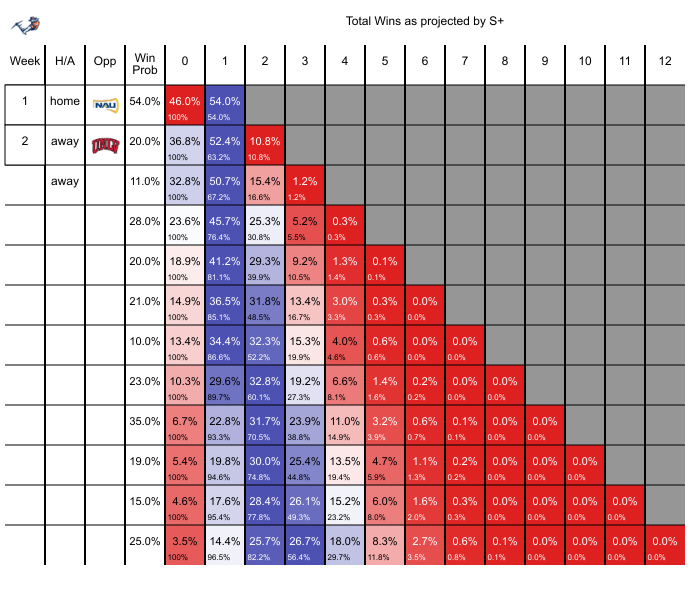 Total Wins as projected by S+
Week H/A Opp Win Prob 0 1 2 3 4 5 6 7 8 9 10 11 12
1 home NAU 54.0% 46.0% 54.0%
100% 54.0%
2 away UNLV 20.0% 36.8% 52.4% 10.8%
100% 63.2% 10.8%
away 11.0% 32.8% 50.7% 15.4% 1.2%
100% 67.2% 16.6% 1.2%
28.0% 23.6% 45.7% 25.3% 5.2% 0.3%
100% 76.4% 30.8% 5.5% 0.3%
20.0% 18.9% 41.2% 29.3% 9.2% 1.3% 0.1%
100% 81.1% 39.9% 10.5% 1.4% 0.1%
21.0% 14.9% 36.5% 31.8% 13.4% 3.0% 0.3% 0.0%
100% 85.1% 48.5% 16.7% 3.3% 0.3% 0.0%
10.0% 13.4% 34.4% 32.3% 15.3% 4.0% 0.6% 0.0% 0.0%
100% 86.6% 52.2% 19.9% 4.6% 0.6% 0.0% 0.0%
23.0% 10.3% 29.6% 32.8% 19.2% 6.6% 1.4% 0.2% 0.0% 0.0%
100% 89.7% 60.1% 27.3% 8.1% 1.6% 0.2% 0.0% 0.0%
35.0% 6.7% 22.8% 31.7% 23.9% 11.0% 3.2% 0.6% 0.1% 0.0% 0.0%
100% 93.3% 70.5% 38.8% 14.9% 3.9% 0.7% 0.1% 0.0% 0.0%
19.0% 5.4% 19.8% 30.0% 25.4% 13.5% 4.7% 1.1% 0.2% 0.0% 0.0% 0.0%
100% 94.6% 74.8% 44.8% 19.4% 5.9% 1.3% 0.2% 0.0% 0.0% 0.0%
15.0% 4.6% 17.6% 28.4% 26.1% 15.2% 6.0% 1.6% 0.3% 0.0% 0.0% 0.0% 0.0%
100% 95.4% 77.8% 49.3% 23.2% 8.0% 2.0% 0.3% 0.0% 0.0% 0.0% 0.0%
25.0% 3.5% 14.4% 25.7% 26.7% 18.0% 8.3% 2.7% 0.6% 0.1% 0.0% 0.0% 0.0% 0.0%
100% 96.5% 82.2% 56.4% 29.7% 11.8% 3.5% 0.8% 0.1% 0.0% 0.0% 0.0% 0.0%